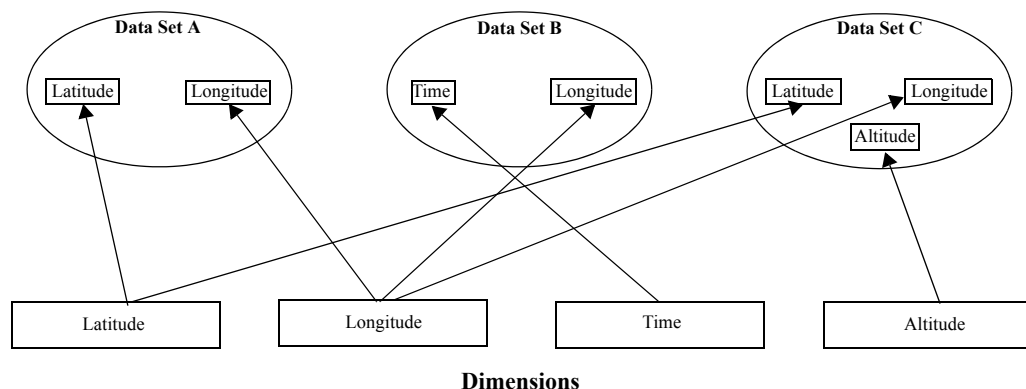 Data Set A
Data Set B
Data Set C
Latitude
Longitude
Time
Longitude
Latitude
Longitude
Altitude
Latitude
Longitude
Time
Altitude
Dimensions